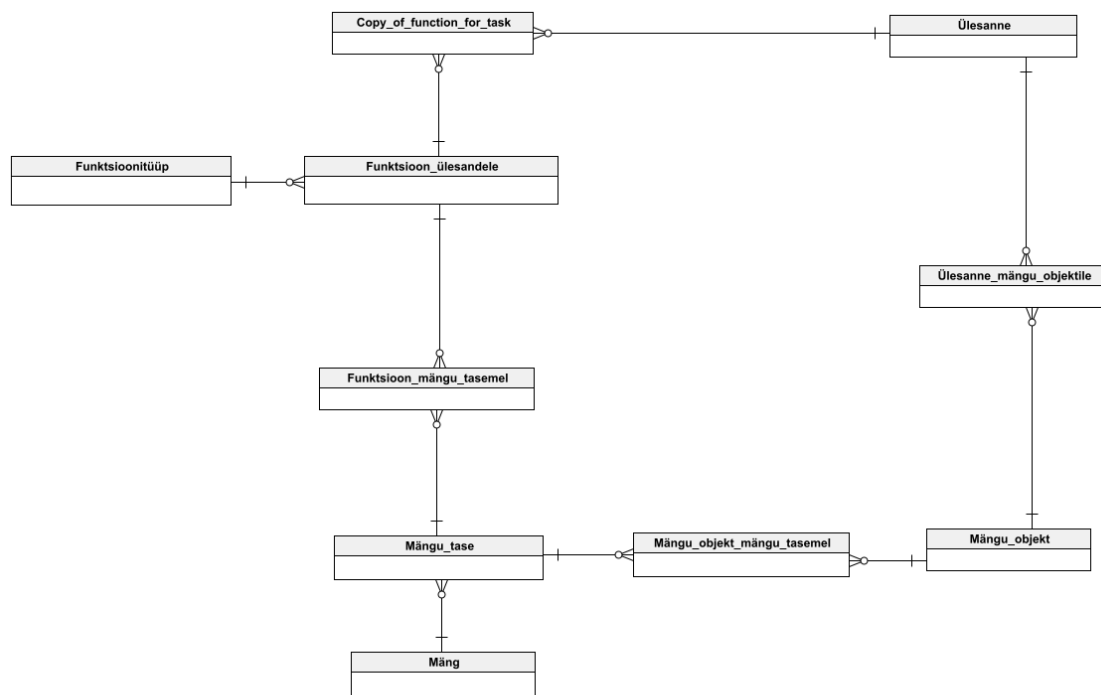 Copy_of_function_for_task
Ülesanne
Funktsioonitüüp
Funktsioon_ülesandele
Ülesanne_mängu_objektile
Funktsioon_mängu_tasemel
Mängu_tase
Mängu_objekt_mängu_tasemel
Mängu_objekt
Mäng